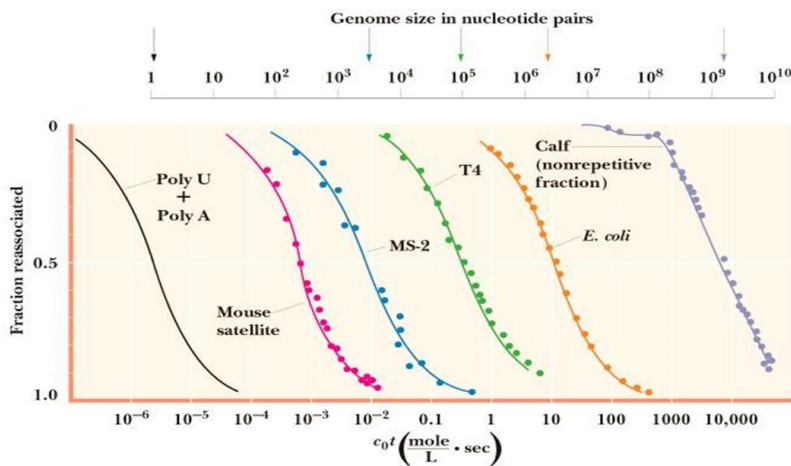 Genome size in nucleotide pairs
1 10 10² 10³ 10⁴ 10⁵ 10⁶ 10⁷ 10⁸ 10⁹ 10¹⁰
0
0.5
1.0
Fraction reassociated
Poly U
+
Poly A
Mouse
satellite
MS-2
T4
E. coli
Calf
(nonrepetitive
fraction)
10⁻⁶ 10⁻⁵ 10⁻⁴ 10⁻³ 10⁻² 0.1 1 10 100 1000 10,000
c₀t (mole/L • sec)